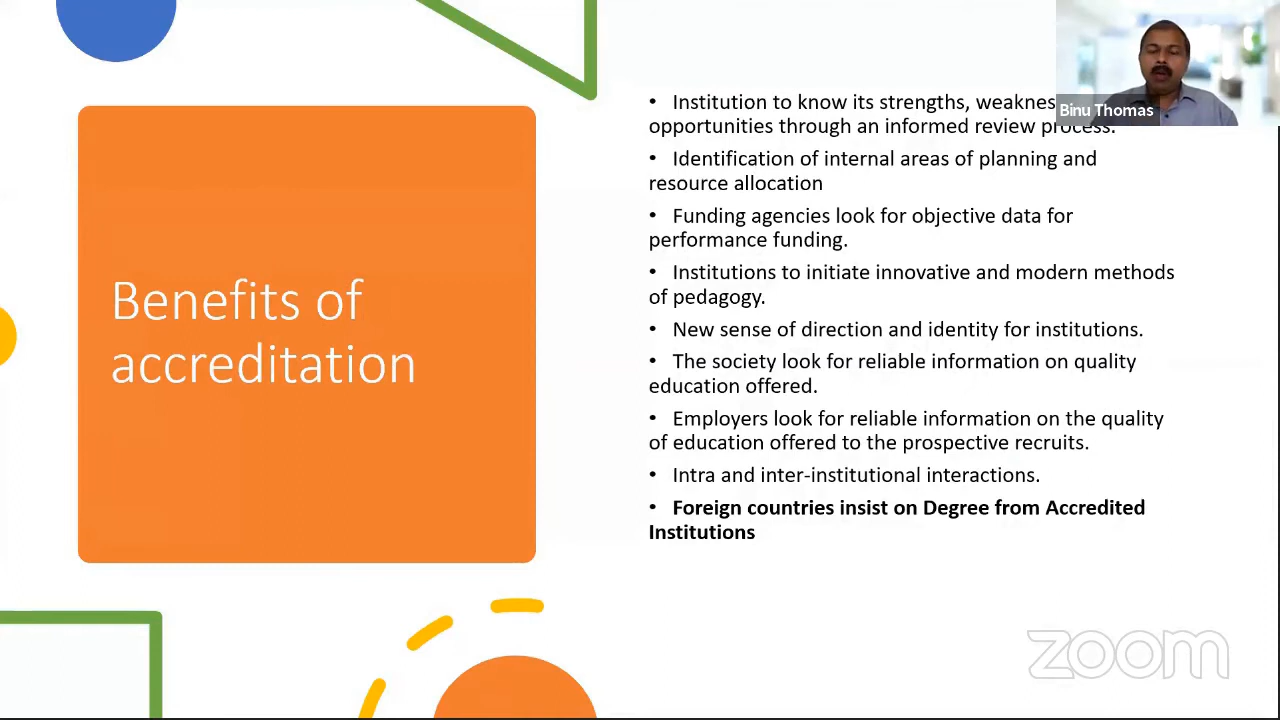 Benefits of
accreditation
• Institution to know its strengths,
opportunities through an informed review process.
• Identification of internal areas of planning and
resource allocation
• Funding agencies look for objective data for
performance funding.
• Institutions to initiate innovative and modern methods
of pedagogy.
• New sense of direction and identity for institutions.
• The society look for reliable information on quality
education offered.
• Employers look for reliable information on the quality
of education offered to the prospective recruits.
• Intra and inter-institutional interactions.
• Foreign countries insist on Degree from Accredited
Institutions
Binu Thomas
zoom